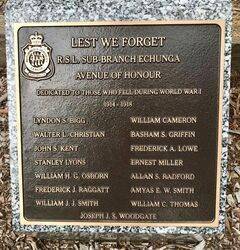 LEST WE FORGET
R.S.L. SUB-BRANCH ECHUNGA
AVENUE OF HONOUR
DEDICATED TO THOSE WHO FELL DURING WORLD WAR I
1914 - 1918
LYNDON S. BIGG
WALTER L. CHRISTIAN
JOHN S. KENT
STANLEY LYONS
WILLIAM H. G. OSBORN
FREDERICK J. RAGGATT
WILLIAM J. J. SMITH
WILLIAM CAMERON
BASHAM S. GRIFFIN
FREDERICK A. LOWE
ERNEST MILLER
ALLAN S. RADFORD
AMYAS E. W. SMITH
WILLIAM C. THOMAS
JOSEPH J. S. WOODGATE